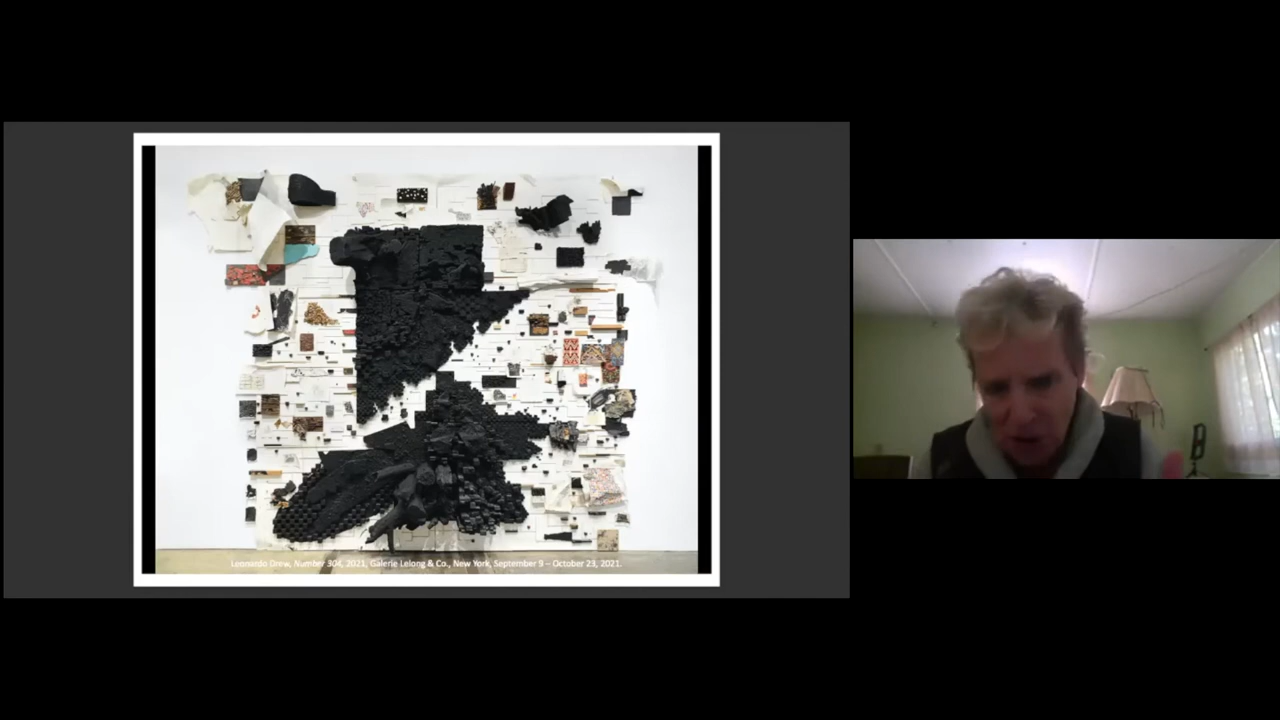 Leonardo Drew, Number 304, 2021, Galerie Lelong & Co., New York, September 9 – October 23, 2021.